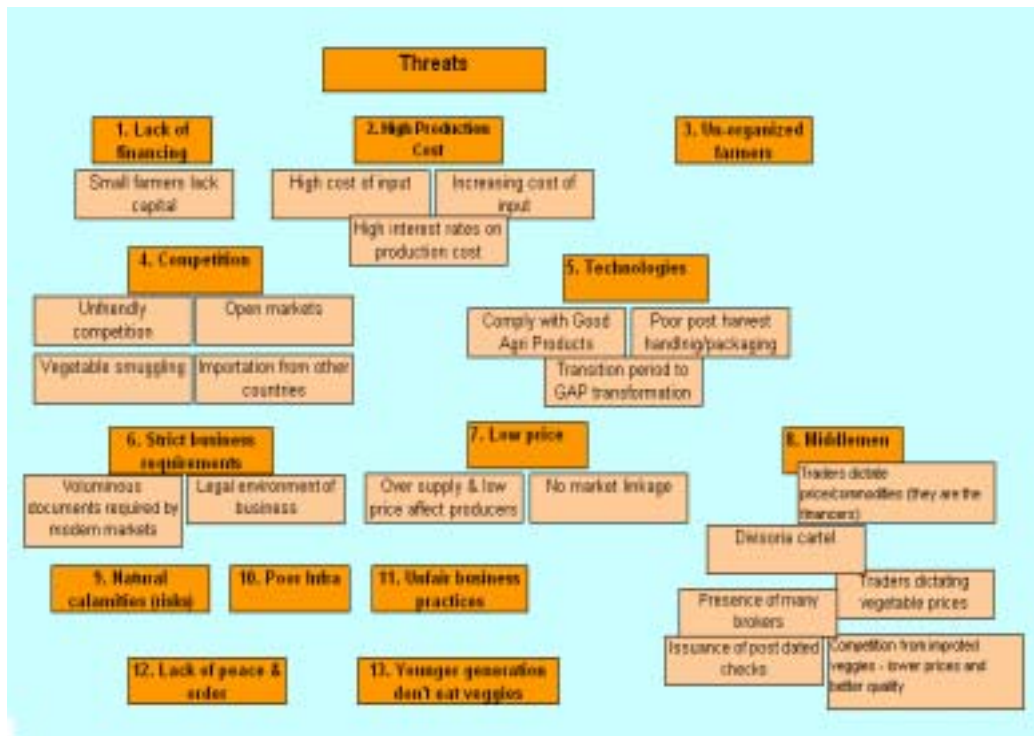 Threats
1. Lack of
financing
Small farmers lack
capital
2. High Production
Cost
High cost of input
Increasing cost of
input
High interest rates on
production cost
3. Un-organized
farmers
4. Competition
Unfriendly
competition
Open markets
Vegetable smuggling
Importation from other
countries
5. Technologies
Comply with Good
Agri Products
Poor post harvest
handlnig/packaging
Transition period to
GAP transformation
6. Strict business
requirements
Voluminous
documents required by
modern markets
Legal environment of
business
7. Low price
Over supply & low
price affect producers
No market linkage
8. Middlemen
Traders dictate
price/commodities (they are the
financers)
Divisoria cartel
Traders dictating
vegetable prices
Presence of many
brokers
Issuance of post dated
checks
Competition from improted
veggies - lower prices and
better quality
9. Natural
calamities (risks)
10. Poor Infra
11. Unfair business
practices
12. Lack of peace &
order
13. Younger generation
don't eat veggies